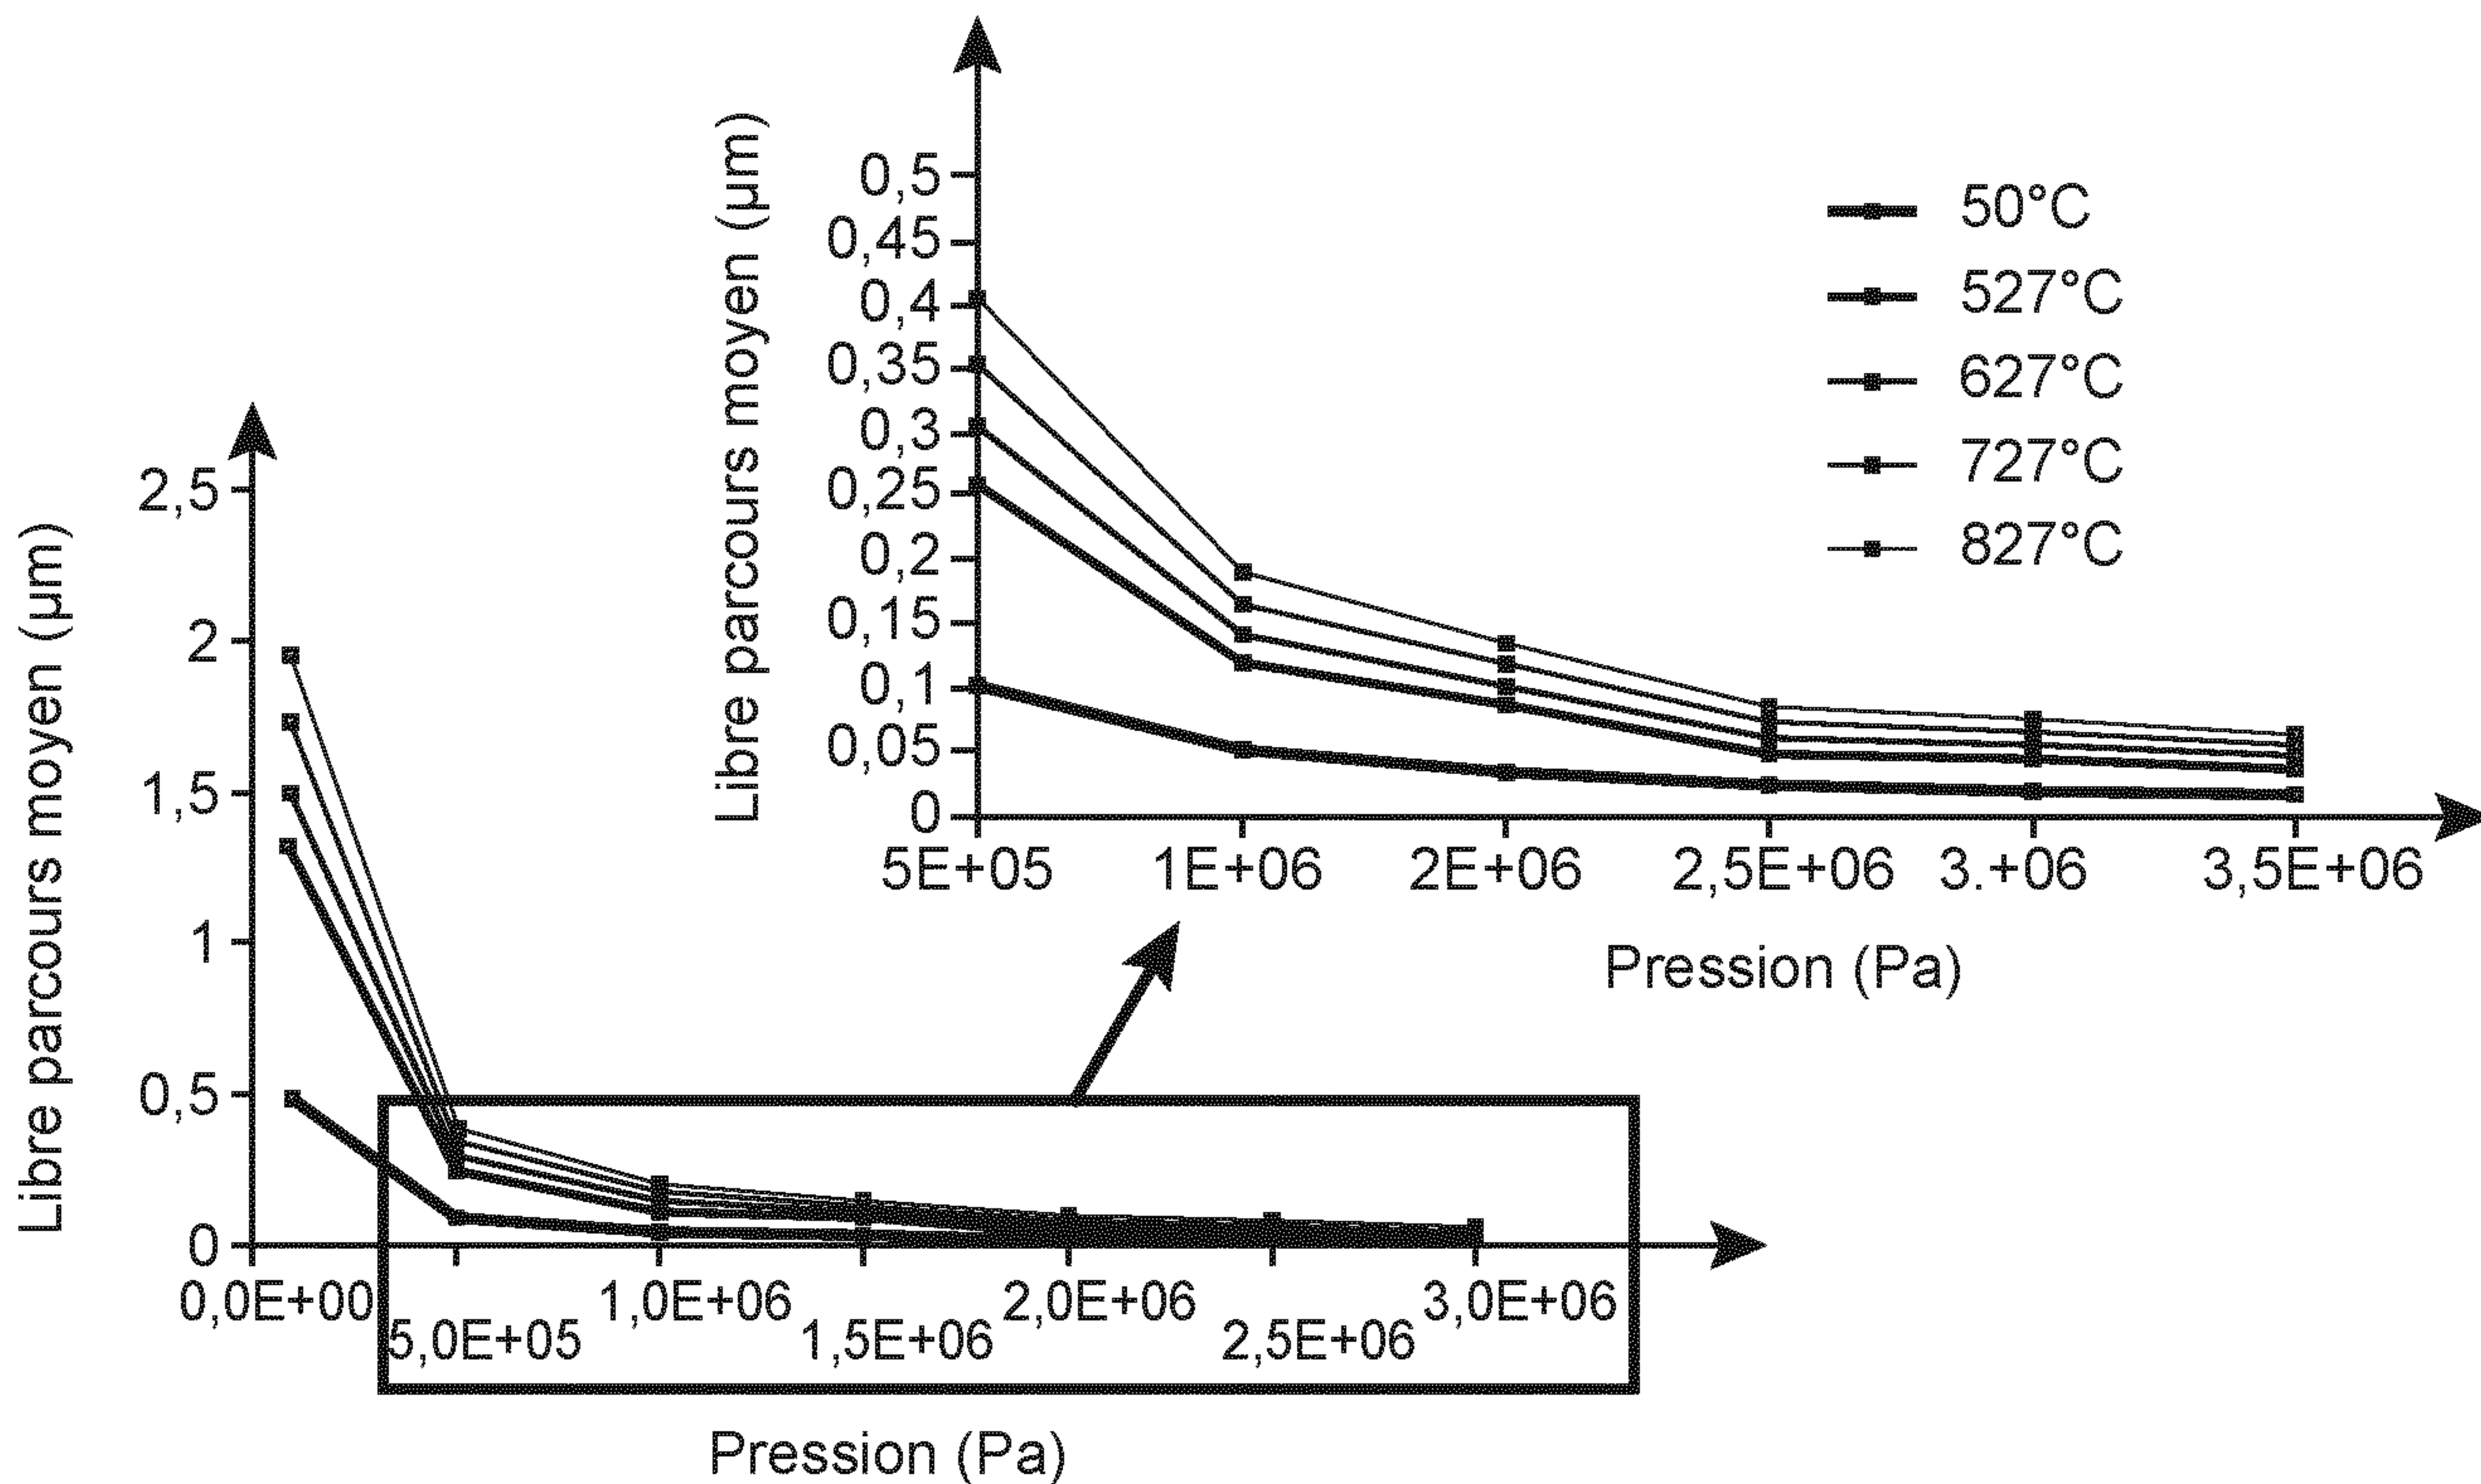 Libre parcours moyen (µm)
0,5
0,45
0,4
0,35
0,3
0,25
0,2
0,15
0,1
0,05
0
5E+05 1E+06 2E+06 2,5E+06 3.+06 3,5E+06
Pression (Pa)
50°C
527°C
627°C
727°C
827°C
Libre parcours moyen (µm)
2,5
2
1,5
1
0,5
0
0,0E+00 1,0E+06 2,0E+06 3,0E+06
5,0E+05 1,5E+06 2,5E+06
Pression (Pa)